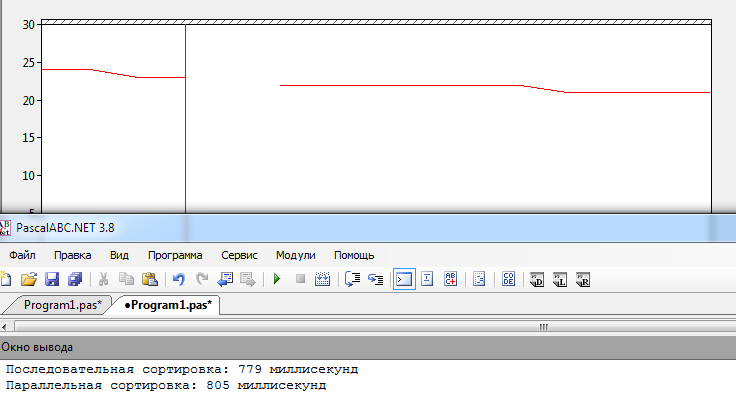 30
25
20
15
10
5
PascalABC.NET 3.8
Файл Правка Вид Программа Сервис Модули Помощь
Program1.pas* •Program1.pas*
Окно вывода
Последовательная сортировка: 779 миллисекунд
Параллельная сортировка: 805 миллисекунд